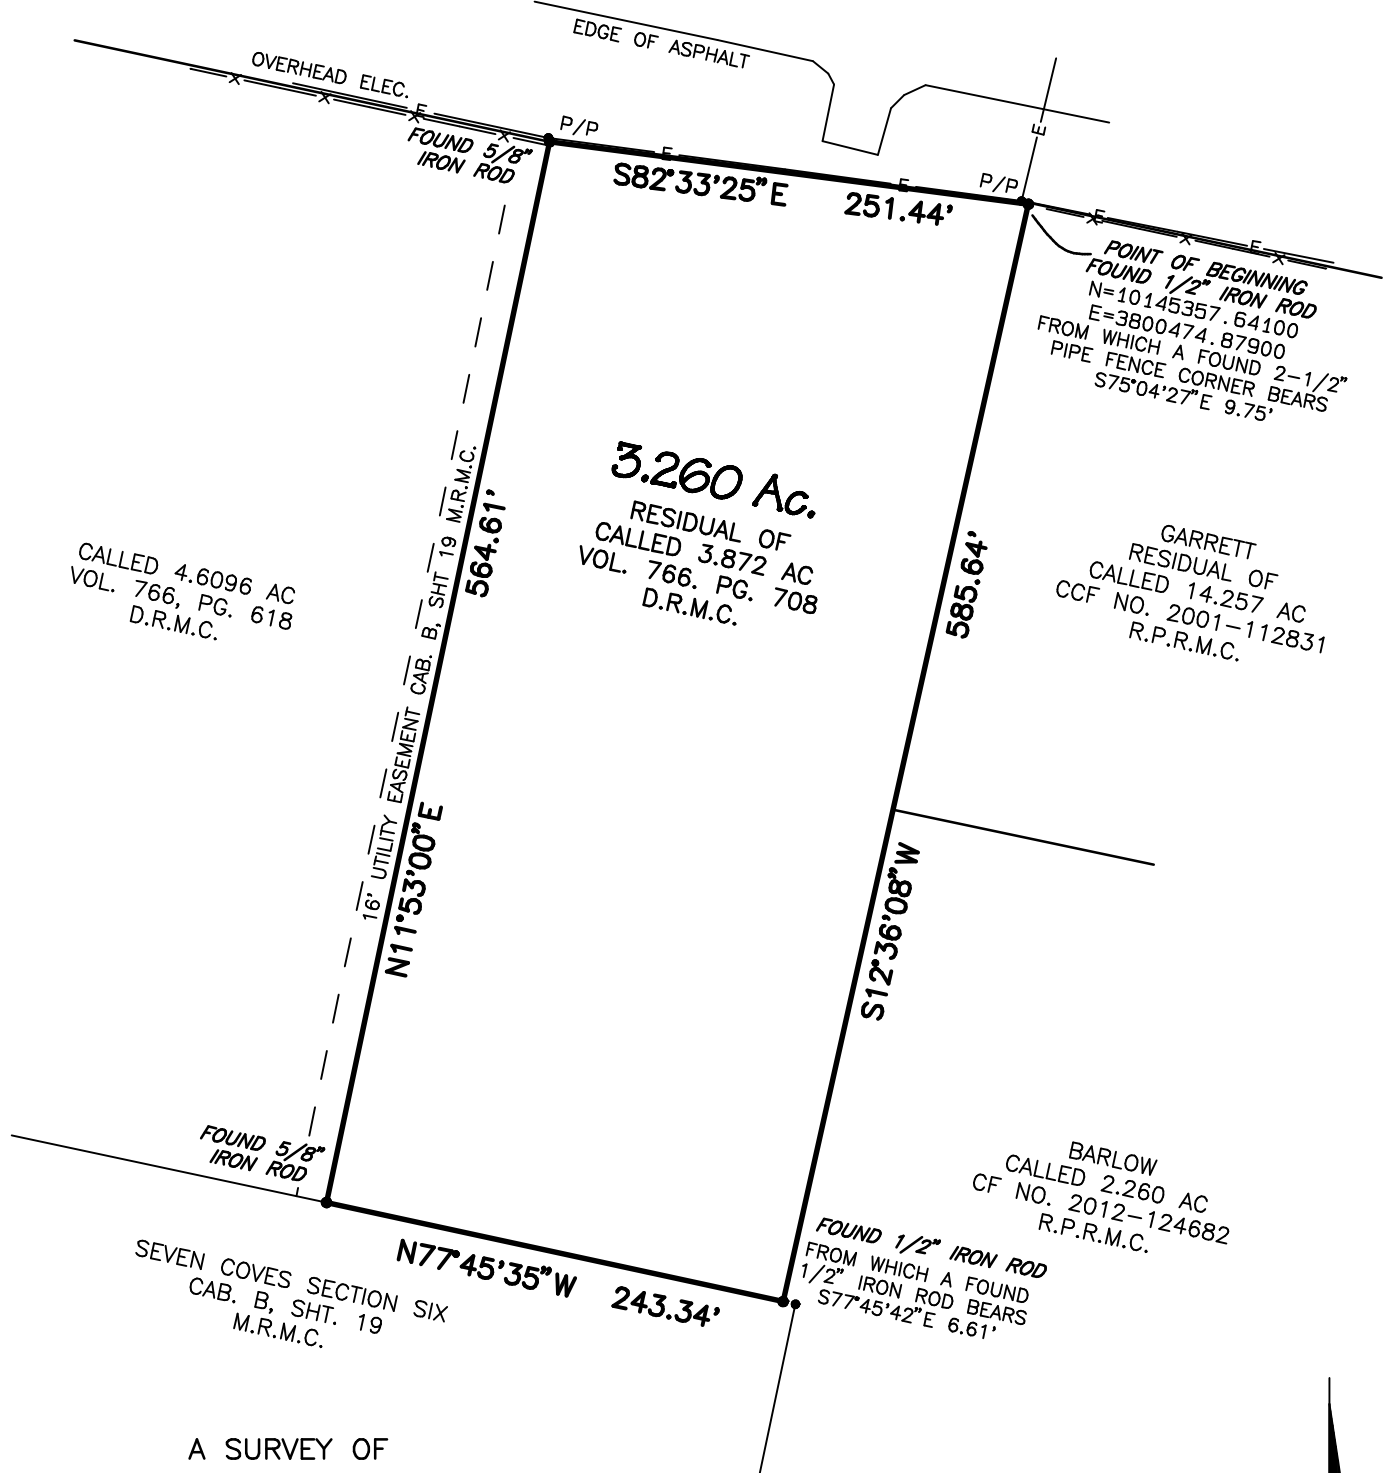 EDGE OF ASPHALT
OVERHEAD ELEC.
E
X
X
X
X
FOUND 5/8"
IRON ROD
P/P
E
E
S82°33'25"E 251.44'
P/P
E
E
E
X
X
X
POINT OF BEGINNING
FOUND 1/2" IRON ROD
N=10145357.64100
E=3800474.87900
FROM WHICH A FOUND 2-1/2"
PIPE FENCE CORNER BEARS
S75°04'27"E 9.75'
3.260 Ac.
RESIDUAL OF
CALLED 3.872 AC
VOL. 766. PG. 708
D.R.M.C.
CALLED 4.6096 AC
VOL. 766, PG. 618
D.R.M.C.
16' UTILITY EASEMENT CAB. B, SHT 19 M.R.M.C.
N11°53'00"E 564.61'
S12°36'08"W 585.64'
GARRETT
RESIDUAL OF
CALLED 14.257 AC
CCF NO. 2001-112831
R.P.R.M.C.
BARLOW
CALLED 2.260 AC
CF NO. 2012-124682
R.P.R.M.C.
FOUND 5/8"
IRON ROD
N77°45'35"W 243.34'
FOUND 1/2" IRON ROD
FROM WHICH A FOUND
1/2" IRON ROD BEARS
S77°45'42"E 6.61'
SEVEN COVES SECTION SIX
CAB. B, SHT. 19
M.R.M.C.
A SURVEY OF